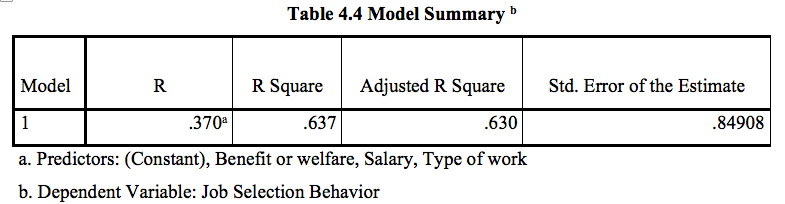 Table 4.4 Model Summary ᵇ
Model R R Square Adjusted R Square Std. Error of the Estimate
1 .370ᵃ .637 .630 .84908
a. Predictors: (Constant), Benefit or welfare, Salary, Type of work
b. Dependent Variable: Job Selection Behavior